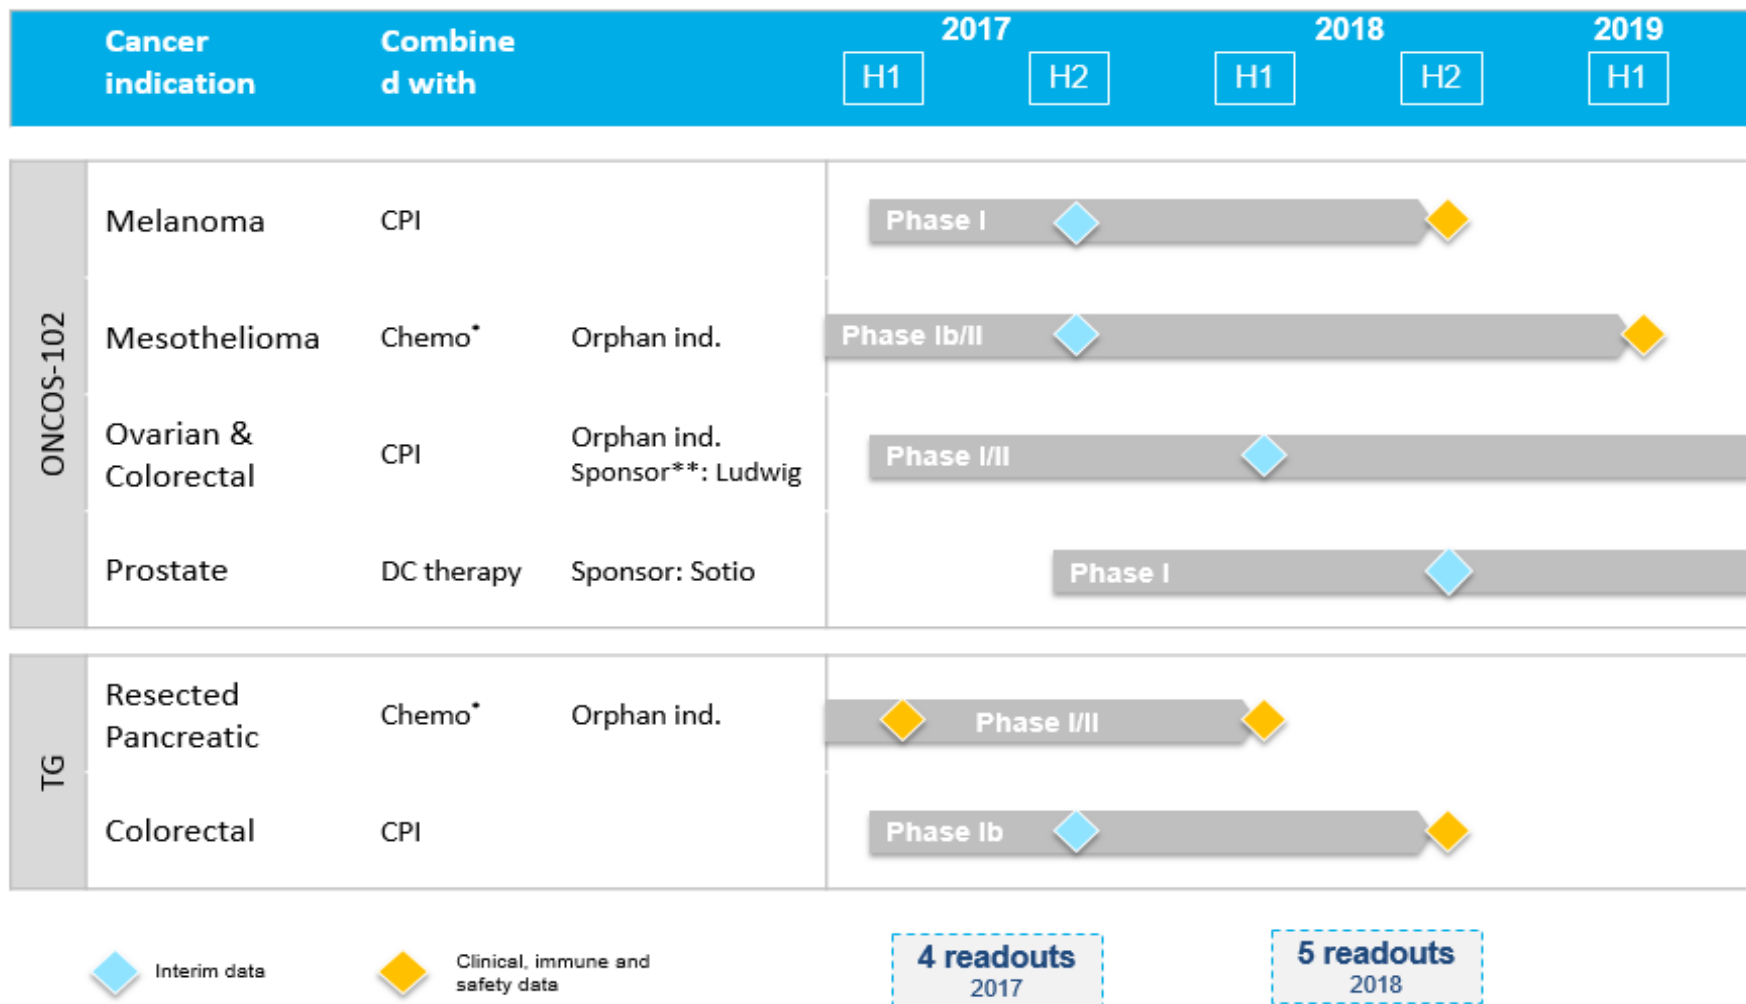 Cancer indication
Combine
d with
2017
2018
2019
H1
H2
H1
H2
H1
ONCOS-102
Melanoma
CPI
Phase I
Mesothelioma
Chemo*
Orphan ind.
Phase Ib/II
Ovarian &
Colorectal
CPI
Orphan ind.
Sponsor**: Ludwig
Phase I/II
Prostate
DC therapy
Sponsor: Sotio
Phase I
TG
Resected
Pancreatic
Chemo*
Orphan ind.
Phase I/II
Colorectal
CPI
Phase Ib
Interim data
Clinical, immune and
safety data
4 readouts
2017
5 readouts
2018